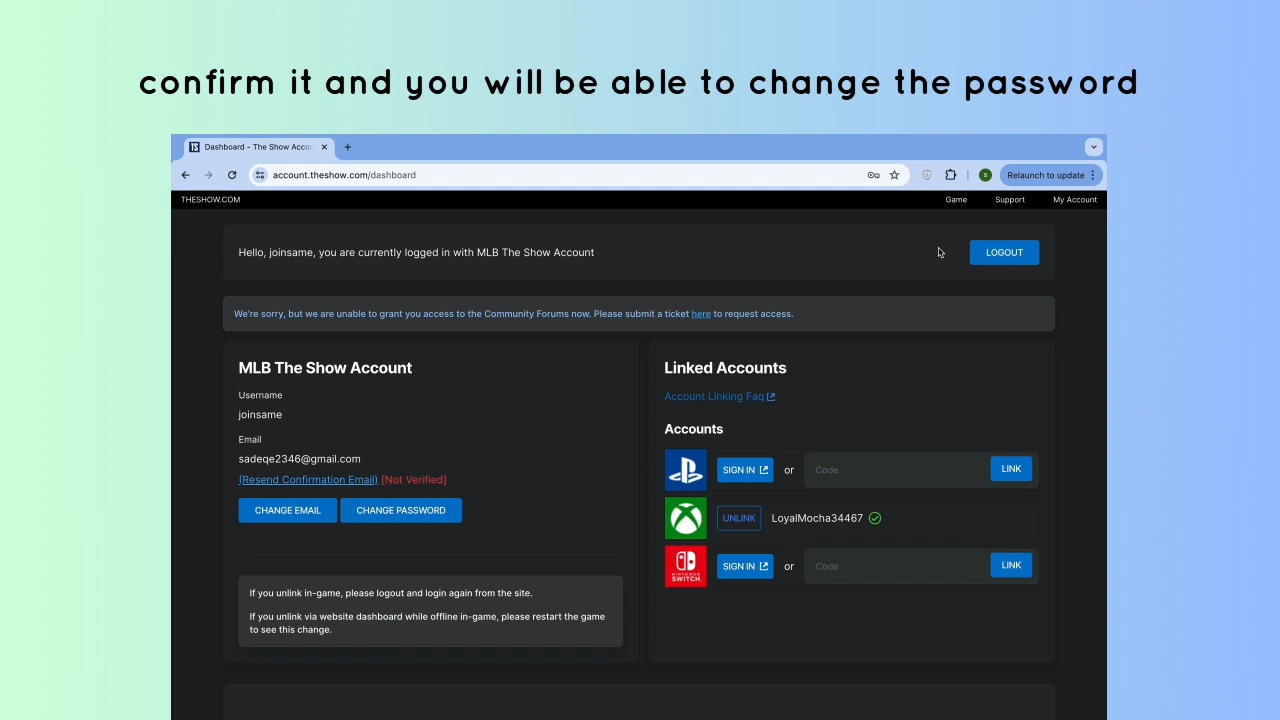 confirm it and you will be able to change the password
Dashboard - The Show Acco
account.theshow.com/dashboard
Relaunch to update
THESHOW.COM
Game Support My Account
Hello, joinsame, you are currently logged in with MLB The Show Account
LOGOUT
We're sorry, but we are unable to grant you access to the Community Forums now. Please submit a ticket here to request access.
MLB The Show Account
Username
joinsame
Email
sadeqe2346@gmail.com
(Resend Confirmation Email) [Not Verified]
CHANGE EMAIL CHANGE PASSWORD
If you unlink in-game, please logout and login again from the site.
If you unlink via website dashboard while offline in-game, please restart the game
to see this change.
Linked Accounts
Account Linking Faq
Accounts
SIGN IN or Code LINK
UNLINK LoyalMocha34467
NINTENDO
SWITCH.
SIGN IN or Code LINK